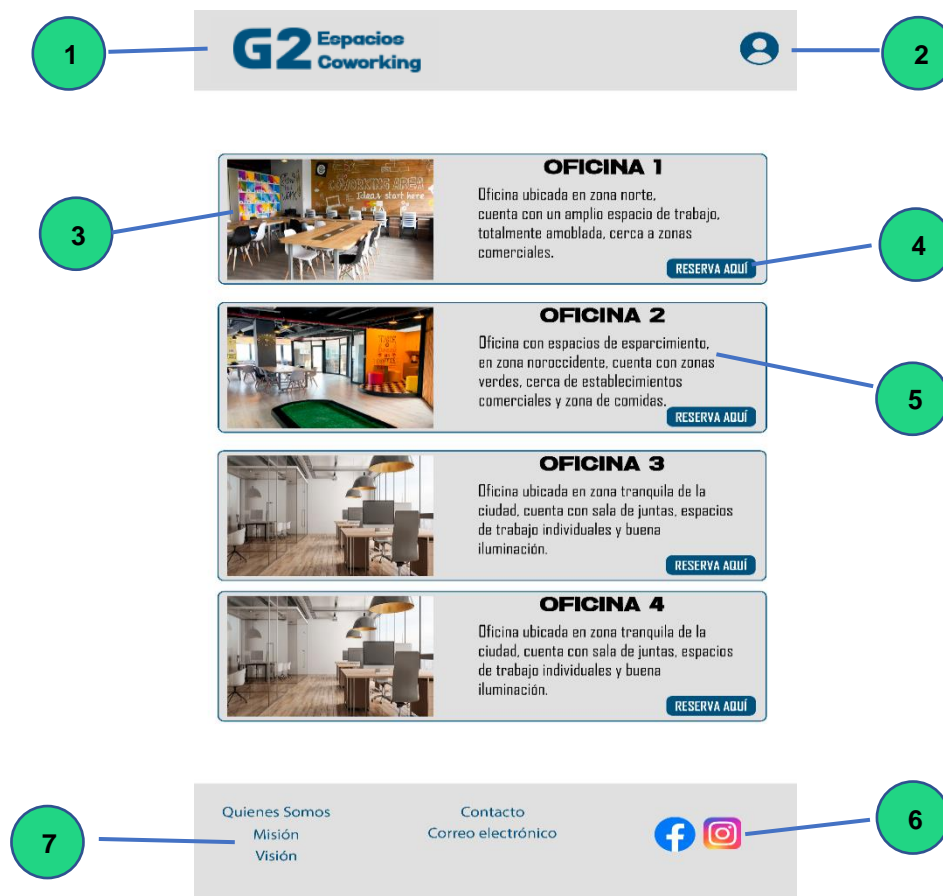 1
G2 Espacios
Coworking
2
3
COWORKING AREA
Ideas start here
OFICINA 1
Oficina ubicada en zona norte,
cuenta con un amplio espacio de trabajo,
totalmente amoblada, cerca a zonas
comerciales.
RESERVA AQUÍ
4
OFICINA 2
Oficina con espacios de esparcimiento,
en zona noroccidente, cuenta con zonas
verdes, cerca de establecimientos
comerciales y zona de comidas.
RESERVA AQUÍ
5
OFICINA 3
Oficina ubicada en zona tranquila de la
ciudad, cuenta con sala de juntas, espacios
de trabajo individuales y buena
iluminación.
RESERVA AQUÍ
OFICINA 4
Oficina ubicada en zona tranquila de la
ciudad, cuenta con sala de juntas, espacios
de trabajo individuales y buena
iluminación.
RESERVA AQUÍ
7
Quienes Somos
Misión
Visión
Contacto
Correo electrónico
6